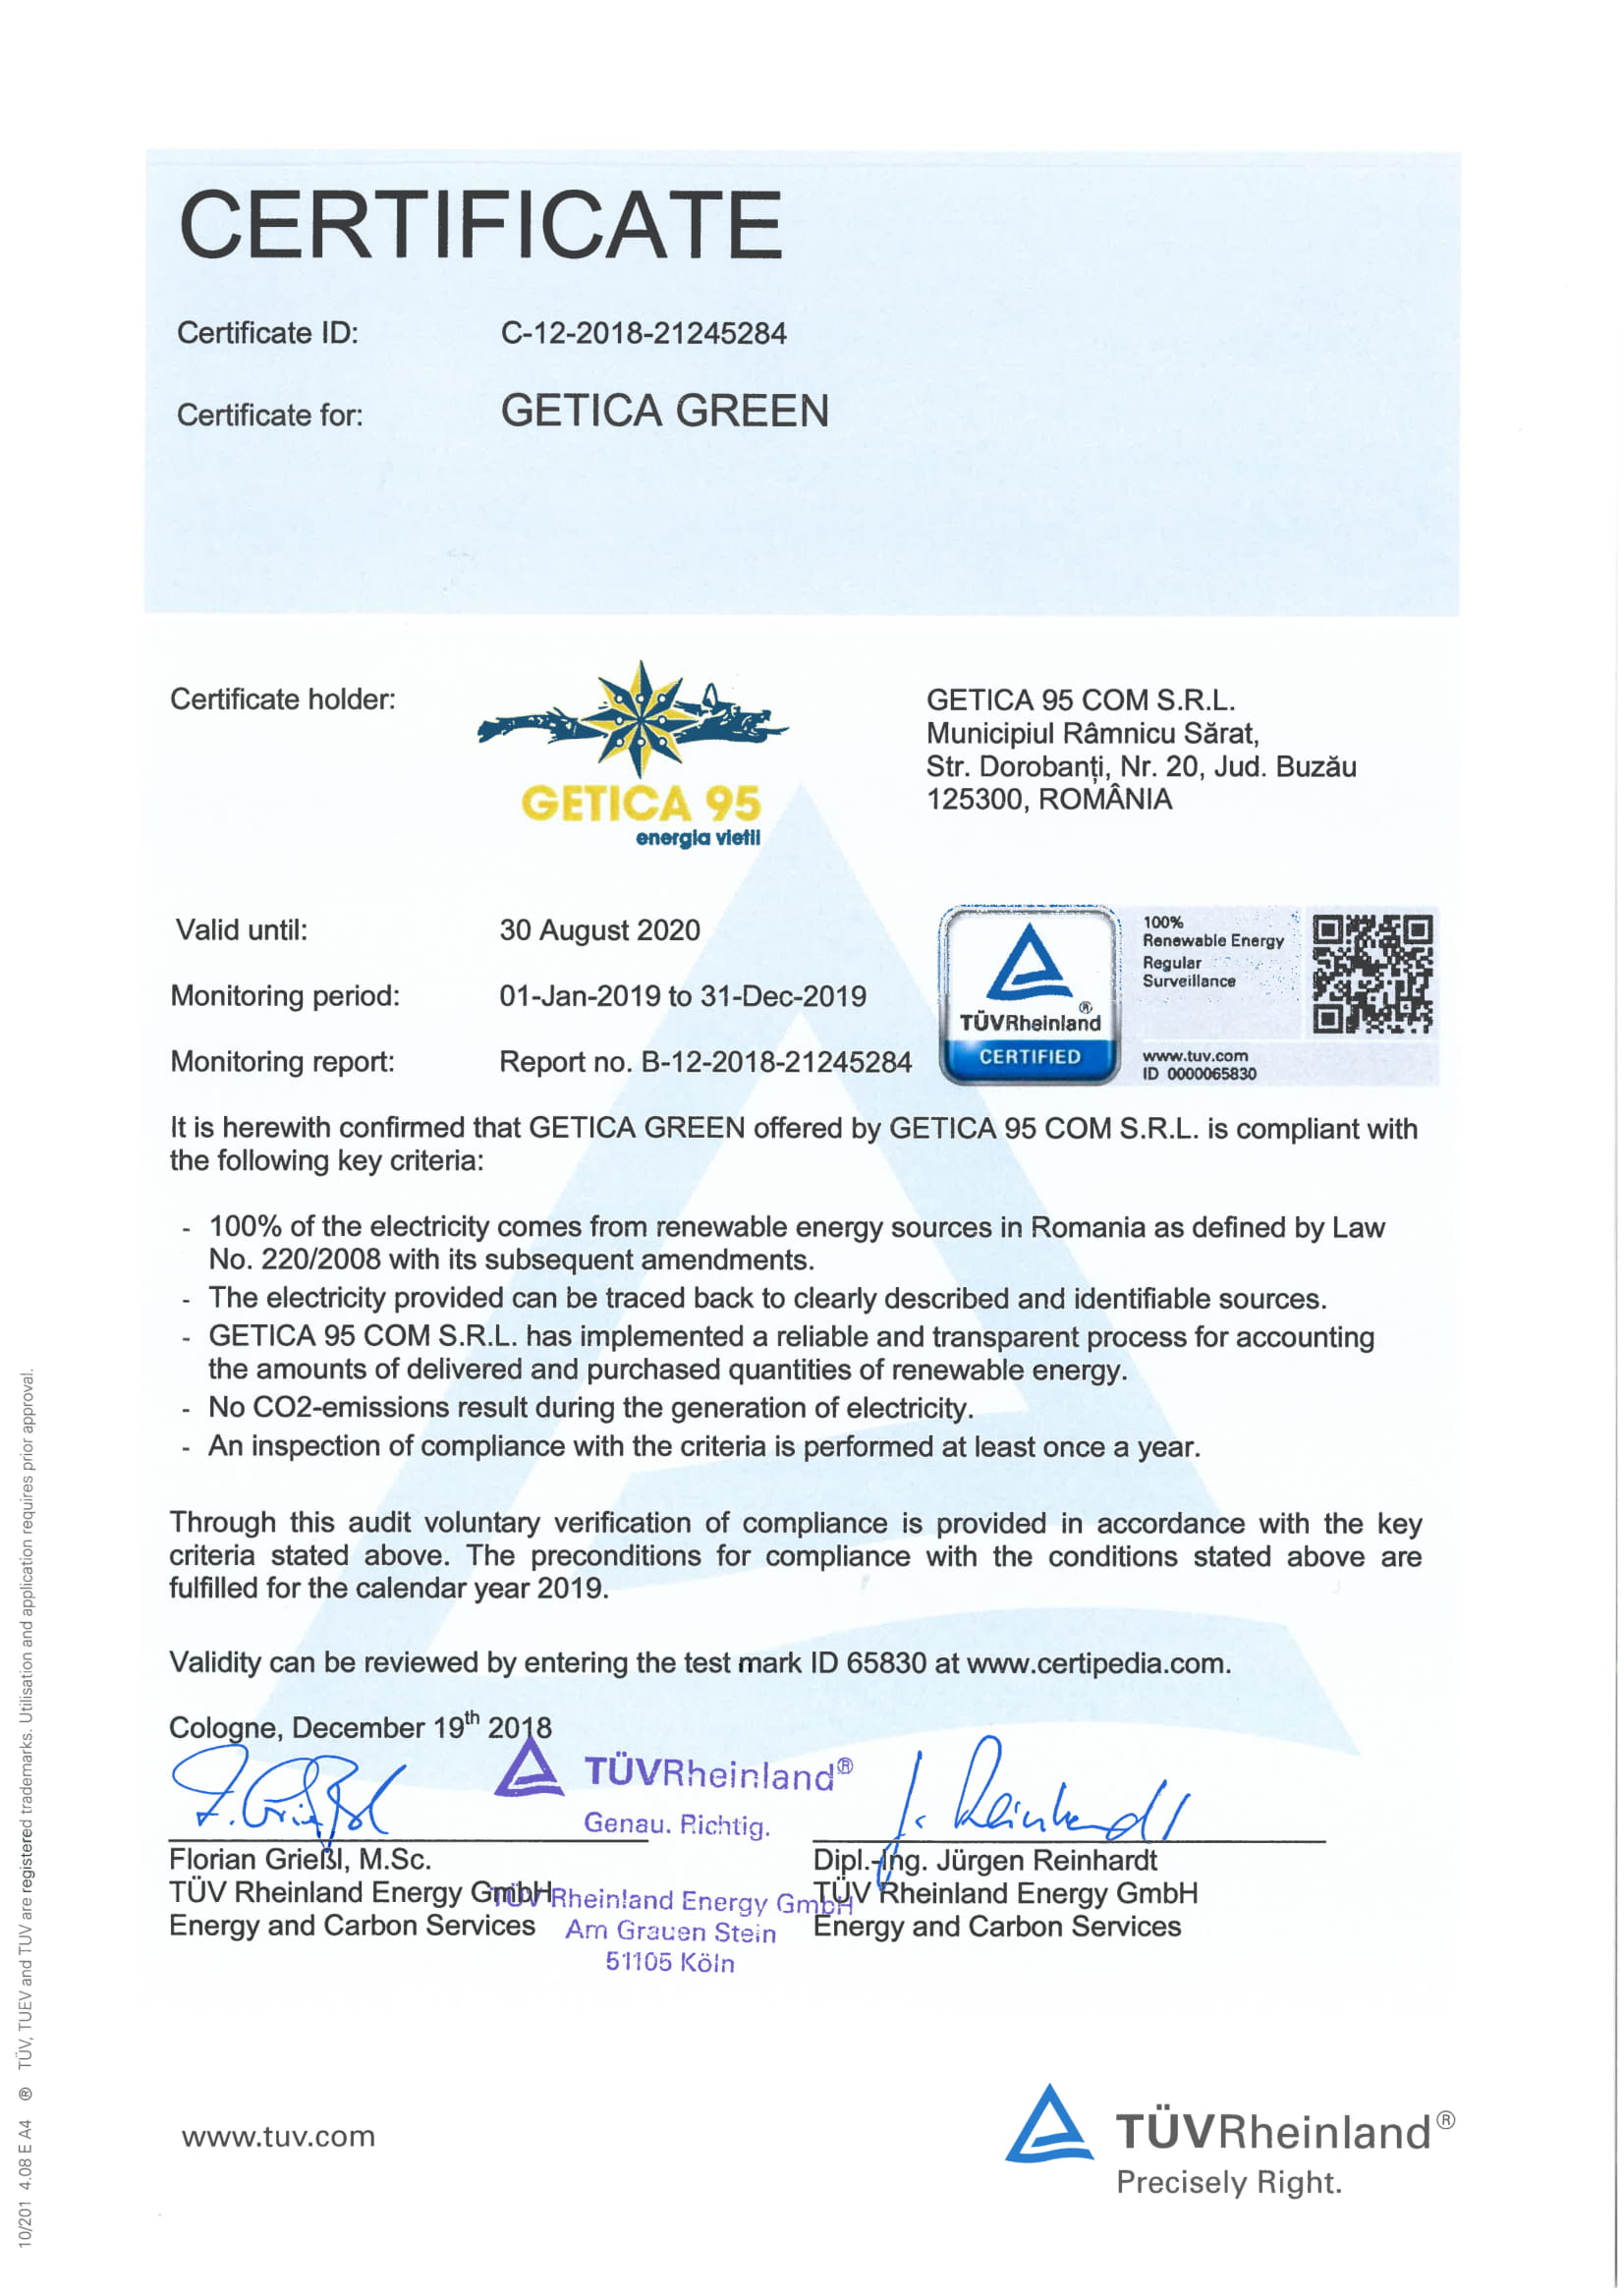 CERTIFICATE
Certificate ID: C-12-2018-21245284
Certificate for: GETICA GREEN
Certificate holder:
GETICA 95
energia vietii
GETICA 95 COM S.R.L.
Municipiul Râmnicu Sărat,
Str. Dorobanți, Nr. 20, Jud. Buzău
125300, ROMÂNIA
Valid until: 30 August 2020
Monitoring period: 01-Jan-2019 to 31-Dec-2019
Monitoring report: Report no. B-12-2018-21245284
TÜVRheinland®
CERTIFIED
100%
Renewable Energy
Regular
Surveillance
www.tuv.com
ID 0000065830
It is herewith confirmed that GETICA GREEN offered by GETICA 95 COM S.R.L. is compliant with
the following key criteria:
- 100% of the electricity comes from renewable energy sources in Romania as defined by Law
No. 220/2008 with its subsequent amendments.
- The electricity provided can be traced back to clearly described and identifiable sources.
- GETICA 95 COM S.R.L. has implemented a reliable and transparent process for accounting
the amounts of delivered and purchased quantities of renewable energy.
- No CO2-emissions result during the generation of electricity.
- An inspection of compliance with the criteria is performed at least once a year.
Through this audit voluntary verification of compliance is provided in accordance with the key
criteria stated above. The preconditions for compliance with the conditions stated above are
fulfilled for the calendar year 2019.
Validity can be reviewed by entering the test mark ID 65830 at www.certipedia.com.
Cologne, December 19th 2018
TÜVRheinland®
Genau. Richtig.
F. Grießl
J. Reinhardt
Florian Grießl, M.Sc.
TÜV Rheinland Energy GmbH
Energy and Carbon Services
TÜV Rheinland Energy GmbH
Am Grauen Stein
51105 Köln
Dipl.-Ing. Jürgen Reinhardt
TÜV Rheinland Energy GmbH
Energy and Carbon Services
www.tuv.com
TÜVRheinland®
Precisely Right.
10/201 4.08 E A4 ® TÜV, TUEV and TUV are registered trademarks. Utilisation and application requires prior approval.